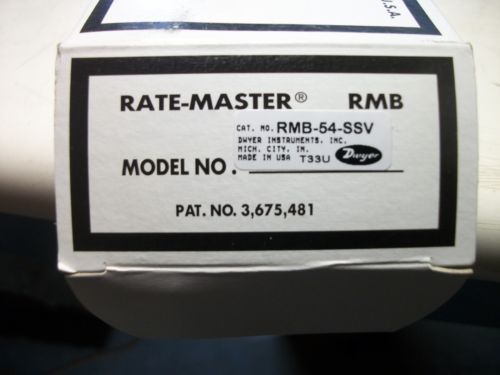 U.S.A.
RATE-MASTER® RMB
CAT. NO. RMB-54-SSV
DWYER INSTRUMENTS, INC.
MICH. CITY, IN.
MADE IN USA T33U Dwyer
MODEL NO.
PAT. NO. 3,675,481